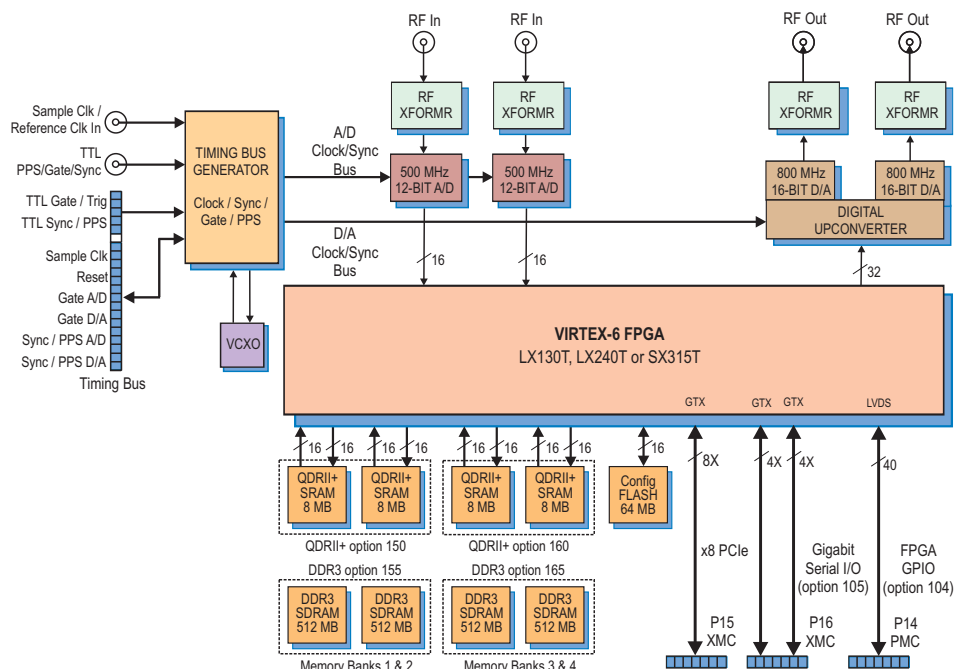 RF In
RF In
RF Out
RF Out
Sample Clk /
Reference Clk In
TTL
PPS/Gate/Sync
TTL Gate / Trig
TTL Sync / PPS
Sample Clk
Reset
Gate A/D
Gate D/A
Sync / PPS A/D
Sync / PPS D/A
Timing Bus
TIMING BUS
GENERATOR
Clock / Sync /
Gate / PPS
VCXO
A/D
Clock/Sync
Bus
D/A
Clock/Sync
Bus
RF
XFORMR
RF
XFORMR
RF
XFORMR
RF
XFORMR
500 MHz
12-BIT A/D
500 MHz
12-BIT A/D
800 MHz
16-BIT D/A
800 MHz
16-BIT D/A
DIGITAL
UPCONVERTER
16
16
32
VIRTEX-6 FPGA
LX130T, LX240T or SX315T
GTX
GTX
GTX
LVDS
16
16
16
16
16
16
16
16
16
8X
4X
4X
40
QDRII+
SRAM
8 MB
QDRII+
SRAM
8 MB
QDRII+
SRAM
8 MB
QDRII+
SRAM
8 MB
Config
FLASH
64 MB
QDRII+ option 150
QDRII+ option 160
DDR3 option 155
DDR3 option 165
DDR3
SDRAM
512 MB
DDR3
SDRAM
512 MB
DDR3
SDRAM
512 MB
DDR3
SDRAM
512 MB
Memory Banks 1 & 2
Memory Banks 3 & 4
x8 PCIe
Gigabit
Serial I/O
(option 105)
FPGA
GPIO
(option 104)
P15
XMC
P16
XMC
P14
PMC